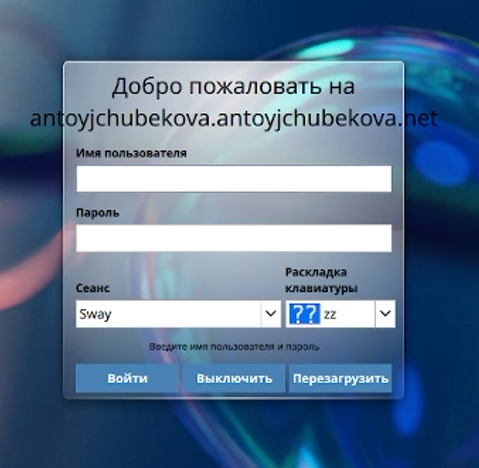 Добро пожаловать на
antoyjchubekova.antoyjchubekova.net
Имя пользователя
Пароль
Сеанс
Раскладка
клавиатуры
Sway
?? zz
Введите имя пользователя и пароль
Войти
Выключить
Перезагрузить